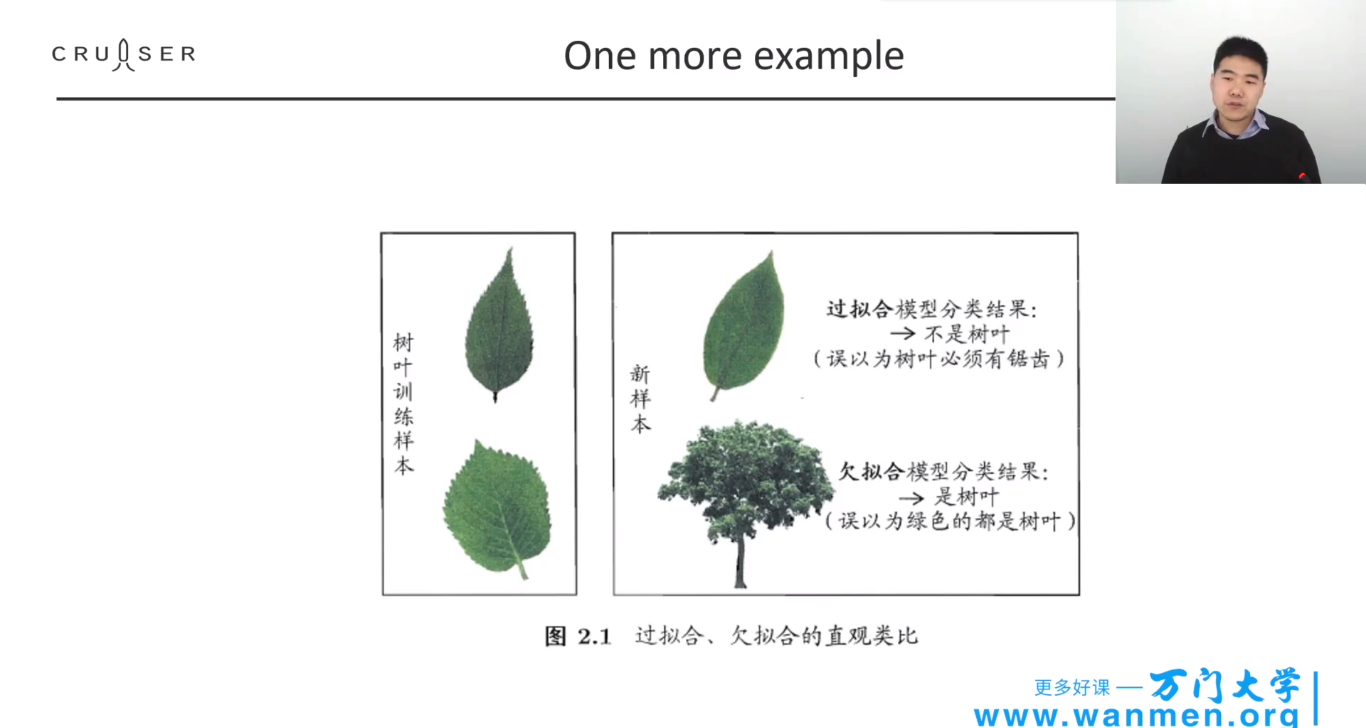 CRUISER
One more example
树叶训练样本
新样本
过拟合模型分类结果：
→ 不是树叶
（误以为树叶必须有锯齿）
欠拟合模型分类结果：
→ 是树叶
（误以为绿色的都是树叶）
图 2.1 过拟合、欠拟合的直观类比
更多好课 — 万门大学
www.wanmen.org